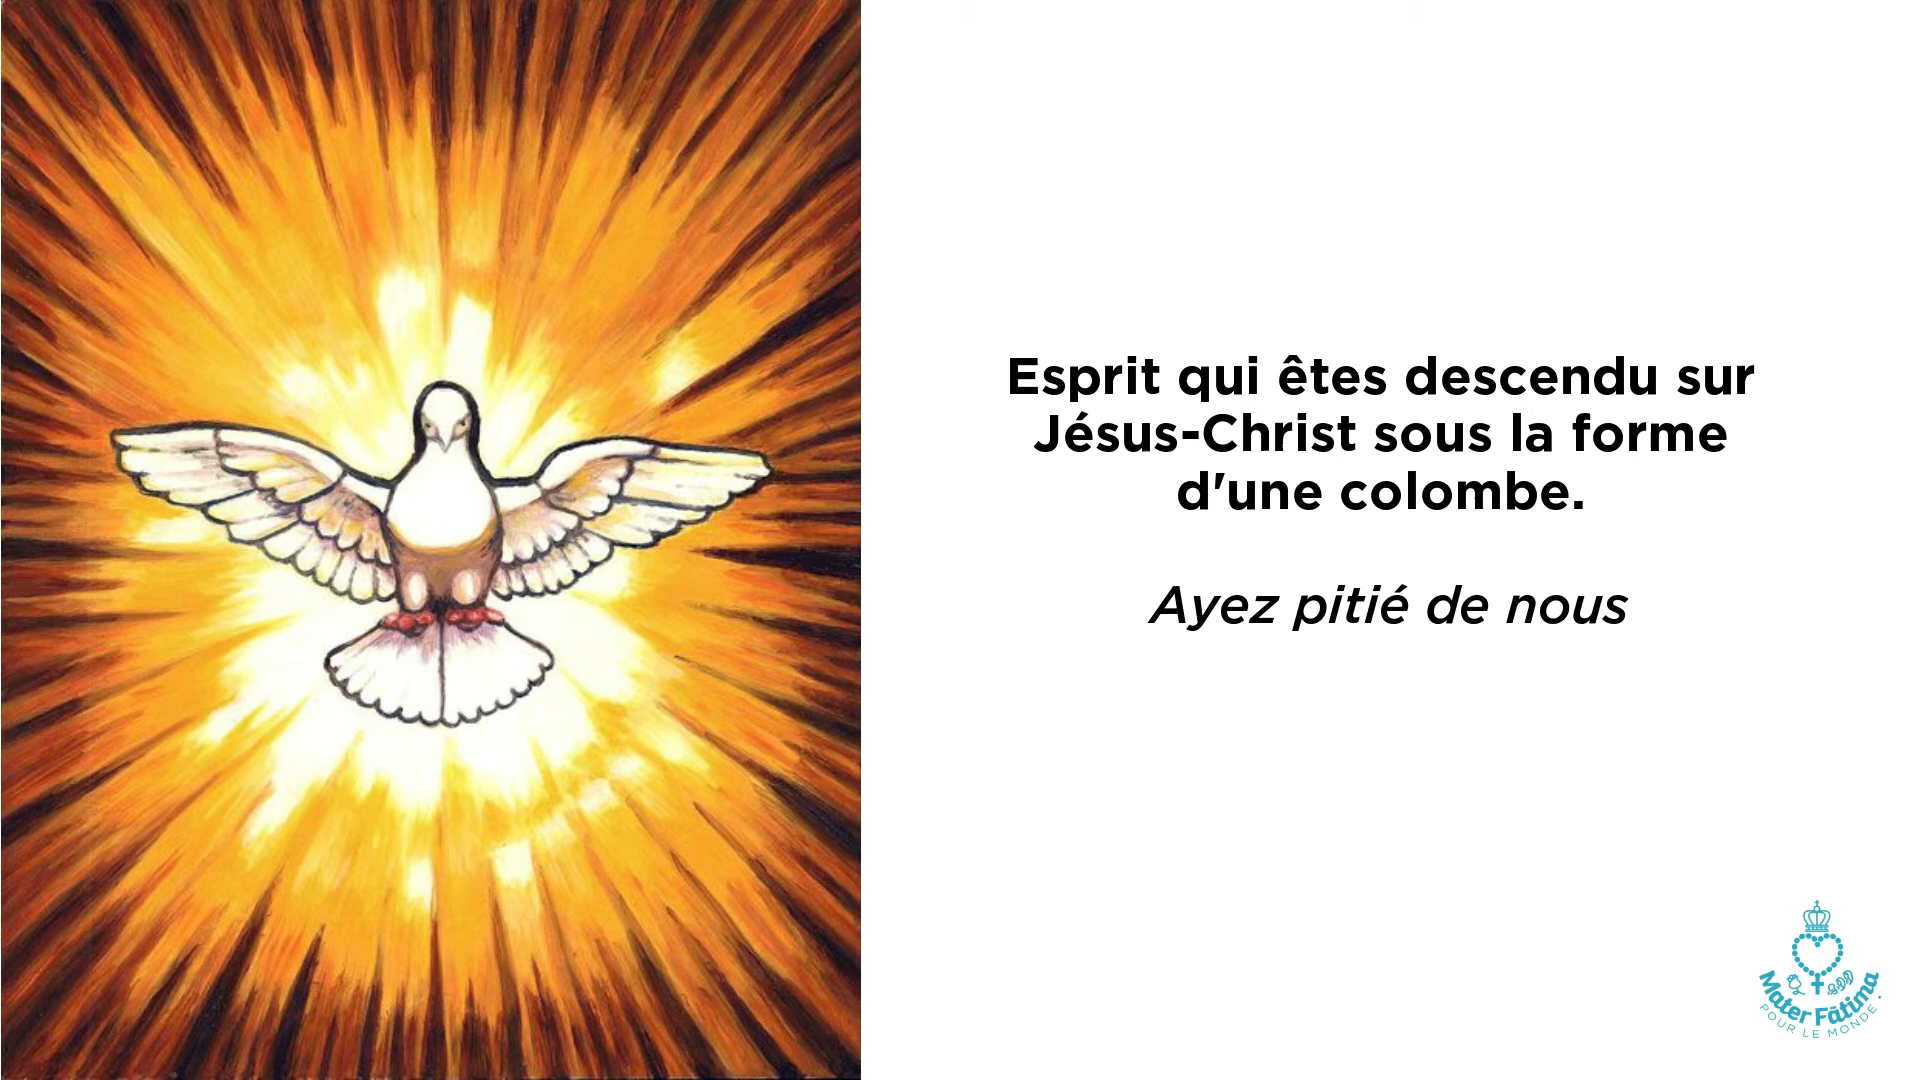 Esprit qui êtes descendu sur
Jésus-Christ sous la forme
d'une colombe.
Ayez pitié de nous
Mater Fātima
POUR LE MONDE